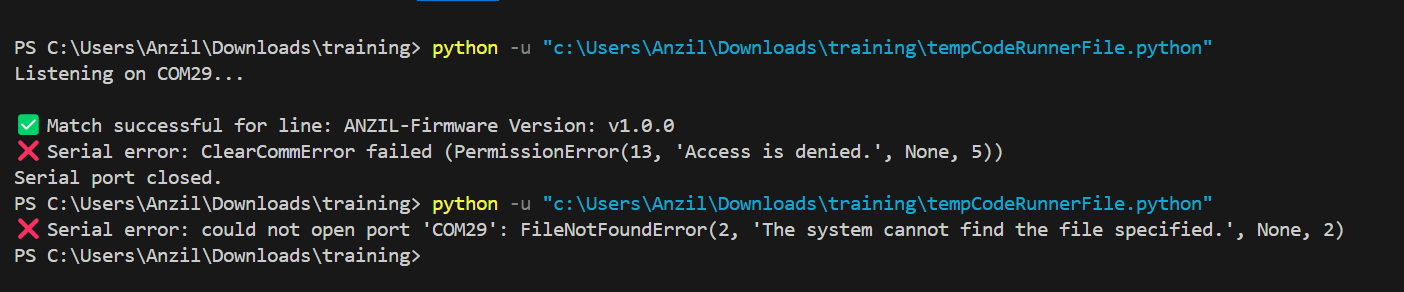 PS C:\Users\Anzil\Downloads\training> python -u "c:\Users\Anzil\Downloads\training\tempCodeRunnerFile.python"
Listening on COM29...
✅ Match successful for line: ANZIL-Firmware Version: v1.0.0
❌ Serial error: ClearCommError failed (PermissionError(13, 'Access is denied.', None, 5))
Serial port closed.
PS C:\Users\Anzil\Downloads\training> python -u "c:\Users\Anzil\Downloads\training\tempCodeRunnerFile.python"
❌ Serial error: could not open port 'COM29': FileNotFoundError(2, 'The system cannot find the file specified.', None, 2)
PS C:\Users\Anzil\Downloads\training>